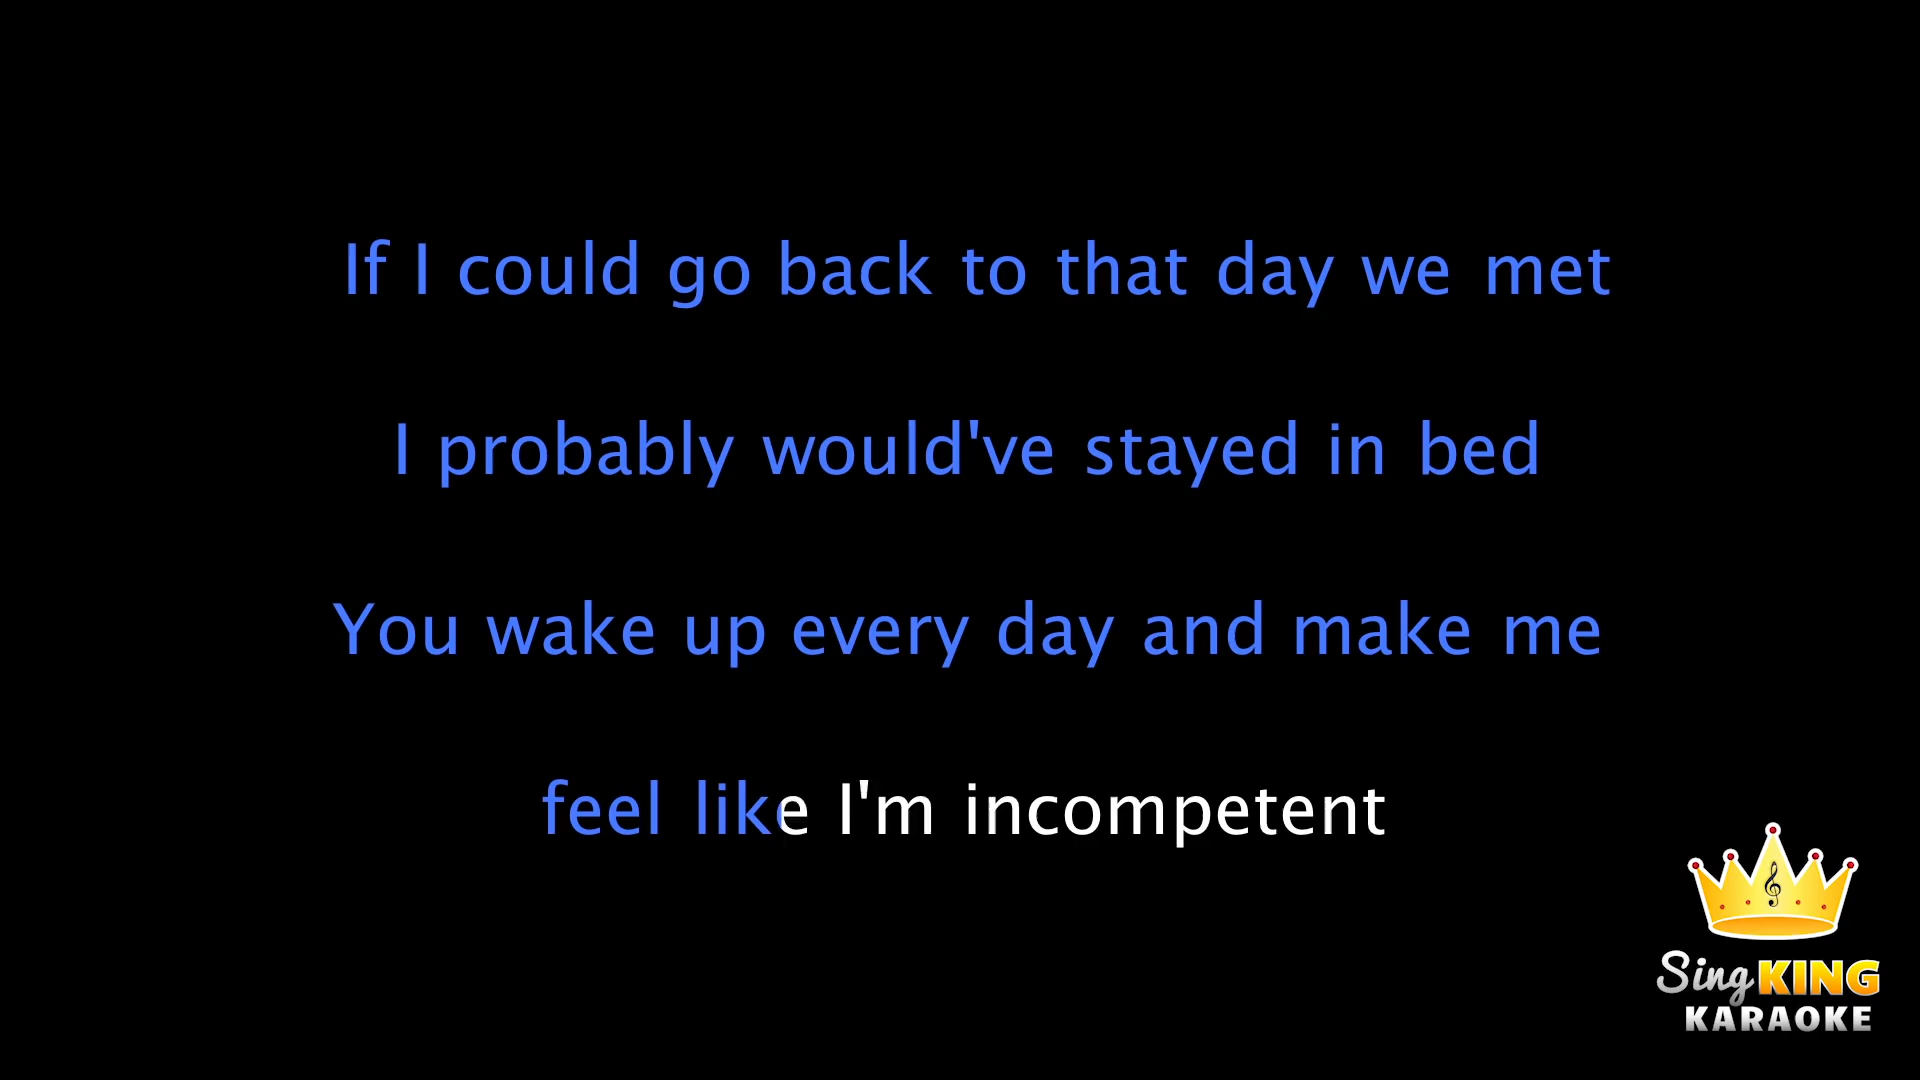 If I could go back to that day we met
I probably would've stayed in bed
You wake up every day and make me
feel like I'm incompetent
Sing KING
KARAOKE